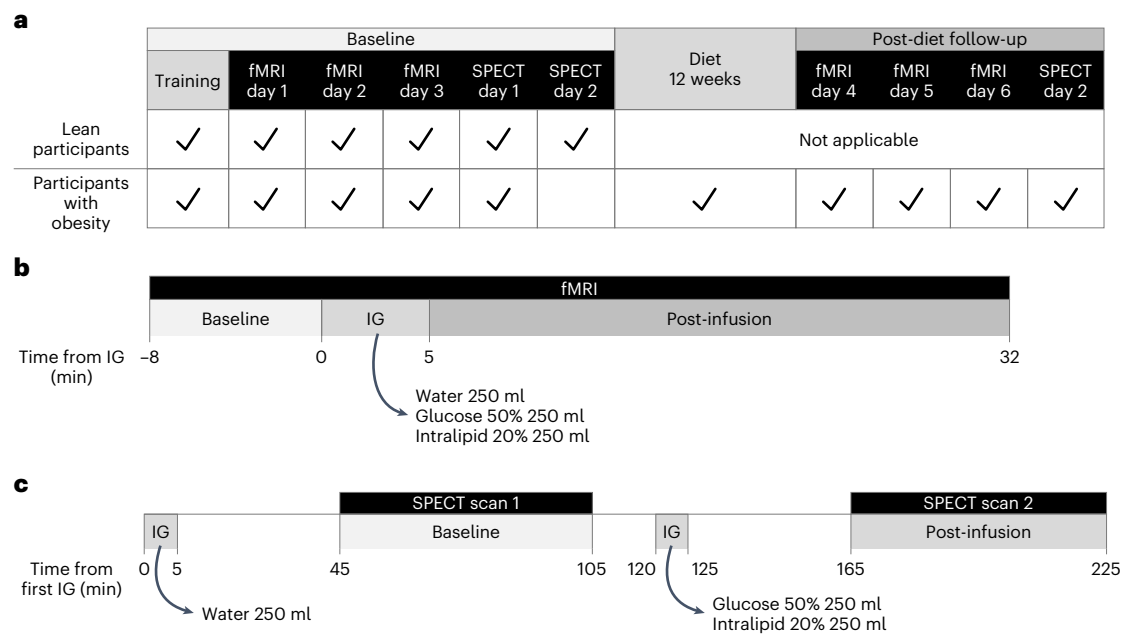 a
Baseline
Diet
12 weeks
Post-diet follow-up
Training
fMRI
day 1
fMRI
day 2
fMRI
day 3
SPECT
day 1
SPECT
day 2
fMRI
day 4
fMRI
day 5
fMRI
day 6
SPECT
day 2
Lean
participants
✓ ✓ ✓ ✓ ✓ ✓
Not applicable
Participants
with
obesity
✓ ✓ ✓ ✓ ✓ ✓ ✓ ✓ ✓ ✓
b
fMRI
Baseline
IG
Post-infusion
Time from IG
(min)
–8
0
5
32
Water 250 ml
Glucose 50% 250 ml
Intralipid 20% 250 ml
c
SPECT scan 1
SPECT scan 2
IG
Baseline
IG
Post-infusion
Time from
first IG (min)
0
5
45
105
120
125
165
225
Water 250 ml
Glucose 50% 250 ml
Intralipid 20% 250 ml